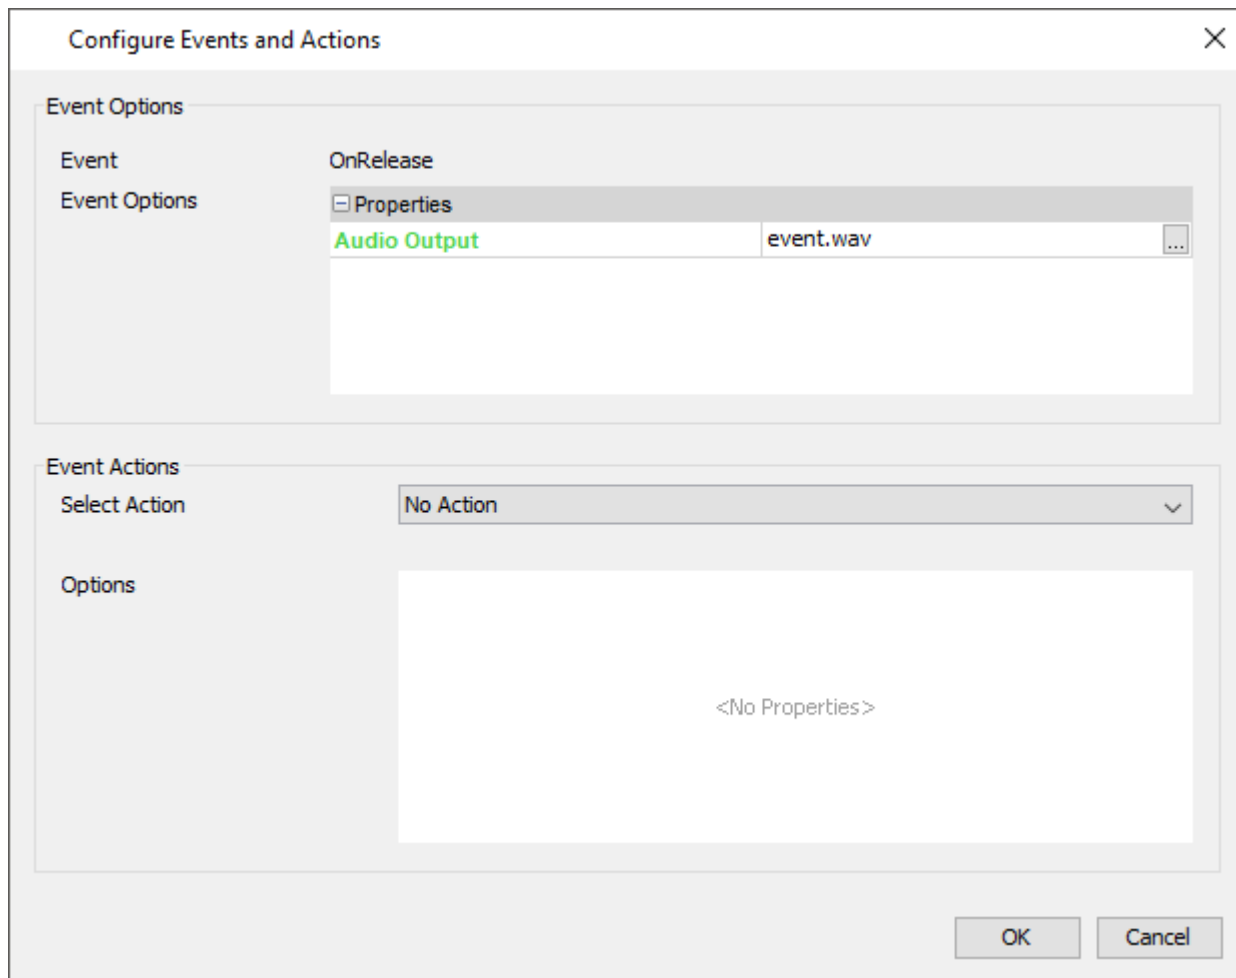 Configure Events and Actions
Event Options
Event OnRelease
Event Options Properties
Audio Output event.wav ...
Event Actions
Select Action No Action
Options
<No Properties>
OK Cancel